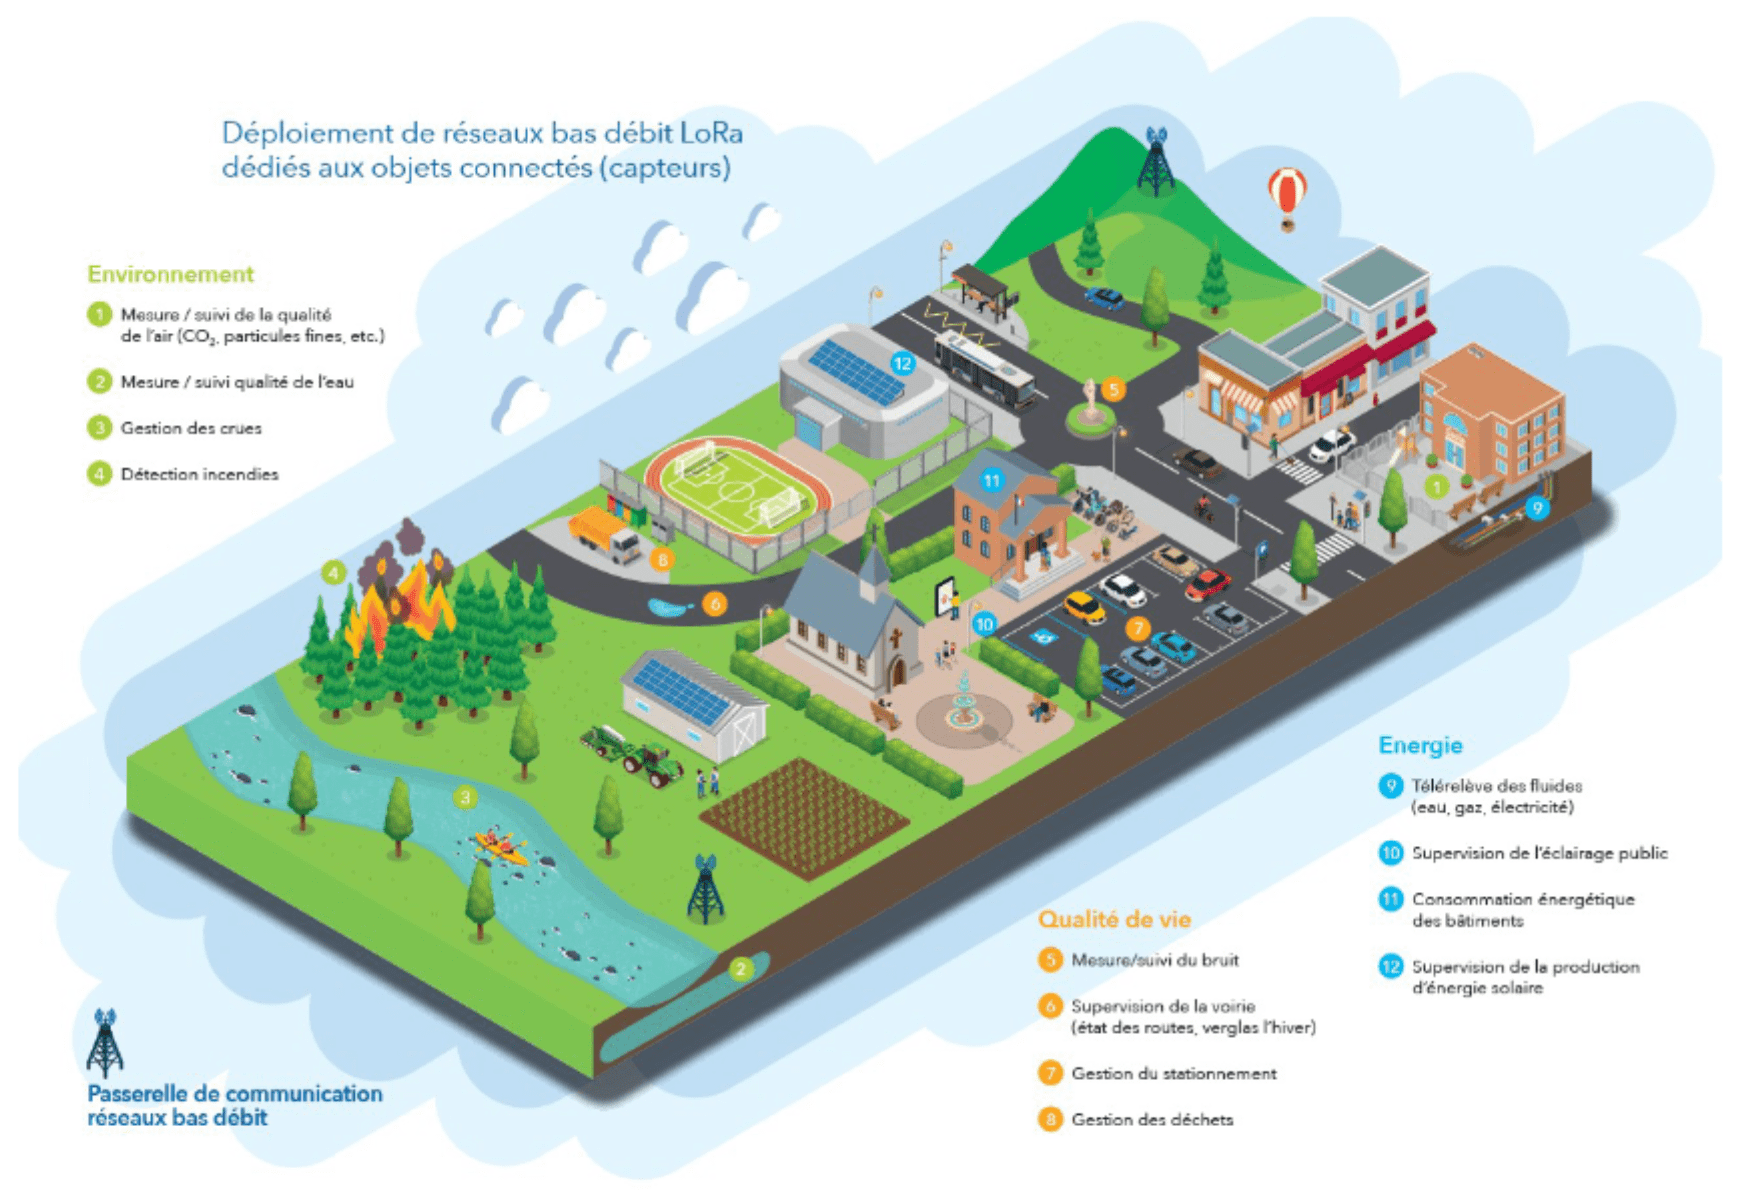 Déploiement de réseaux bas débit LoRa
dédiés aux objets connectés (capteurs)
Environnement
1 Mesure / suivi de la qualité
de l'air (CO₂, particules fines, etc.)
2 Mesure / suivi qualité de l'eau
3 Gestion des crues
4 Détection incendies
12
5
11
1
9
4
8
6
10
7
3
2
Energie
9 Télérelève des fluides
(eau, gaz, électricité)
10 Supervision de l'éclairage public
11 Consommation énergétique
des bâtiments
12 Supervision de la production
d'énergie solaire
Qualité de vie
5 Mesure/suivi du bruit
6 Supervision de la voirie
(état des routes, verglas l'hiver)
7 Gestion du stationnement
8 Gestion des déchets
Passerelle de communication
réseaux bas débit